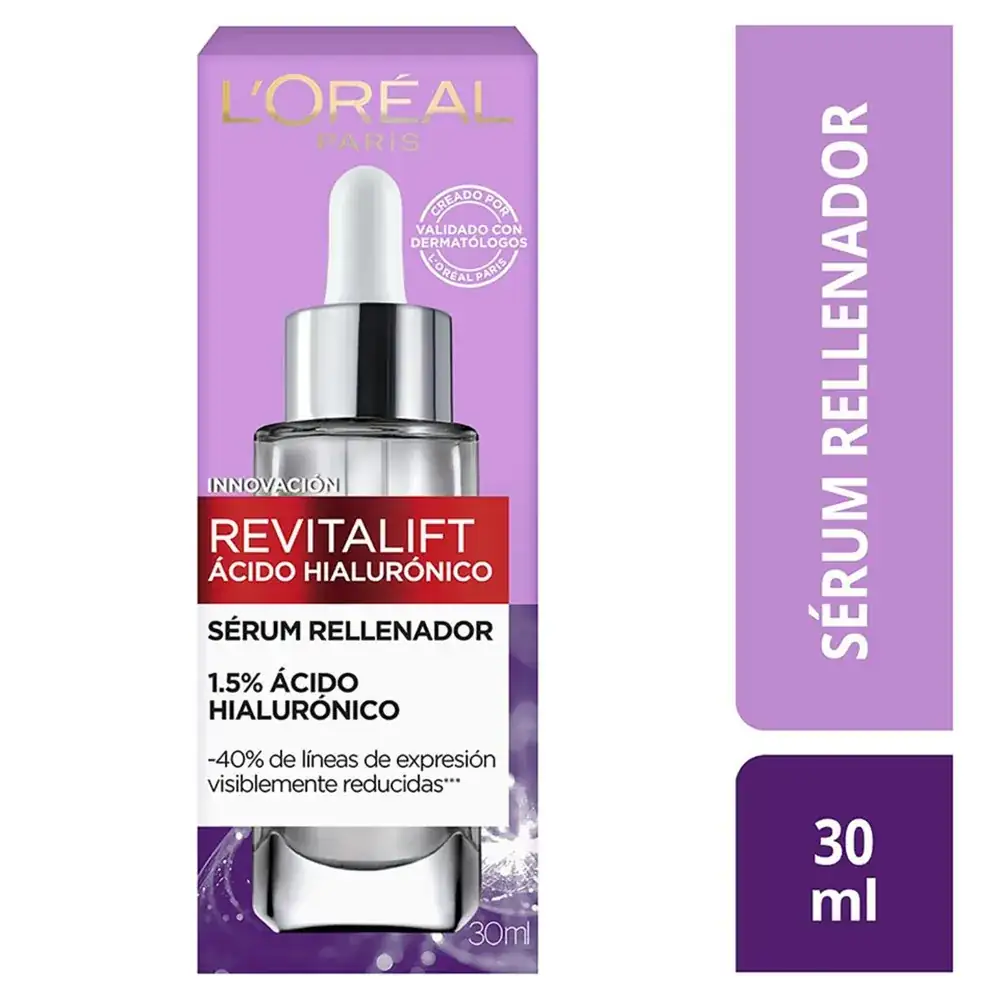 L'ORÉAL
PARIS
CREADO POR
VALIDADO CON
DERMATÓLOGOS
L'ORÉAL PARIS
INNOVACIÓN
REVITALIFT
ÁCIDO HIALURÓNICO
SÉRUM RELLENADOR
1.5% ÁCIDO
HIALURÓNICO
-40% de líneas de expresión
visiblemente reducidas***
30ml
SÉRUM RELLENADOR
30
ml